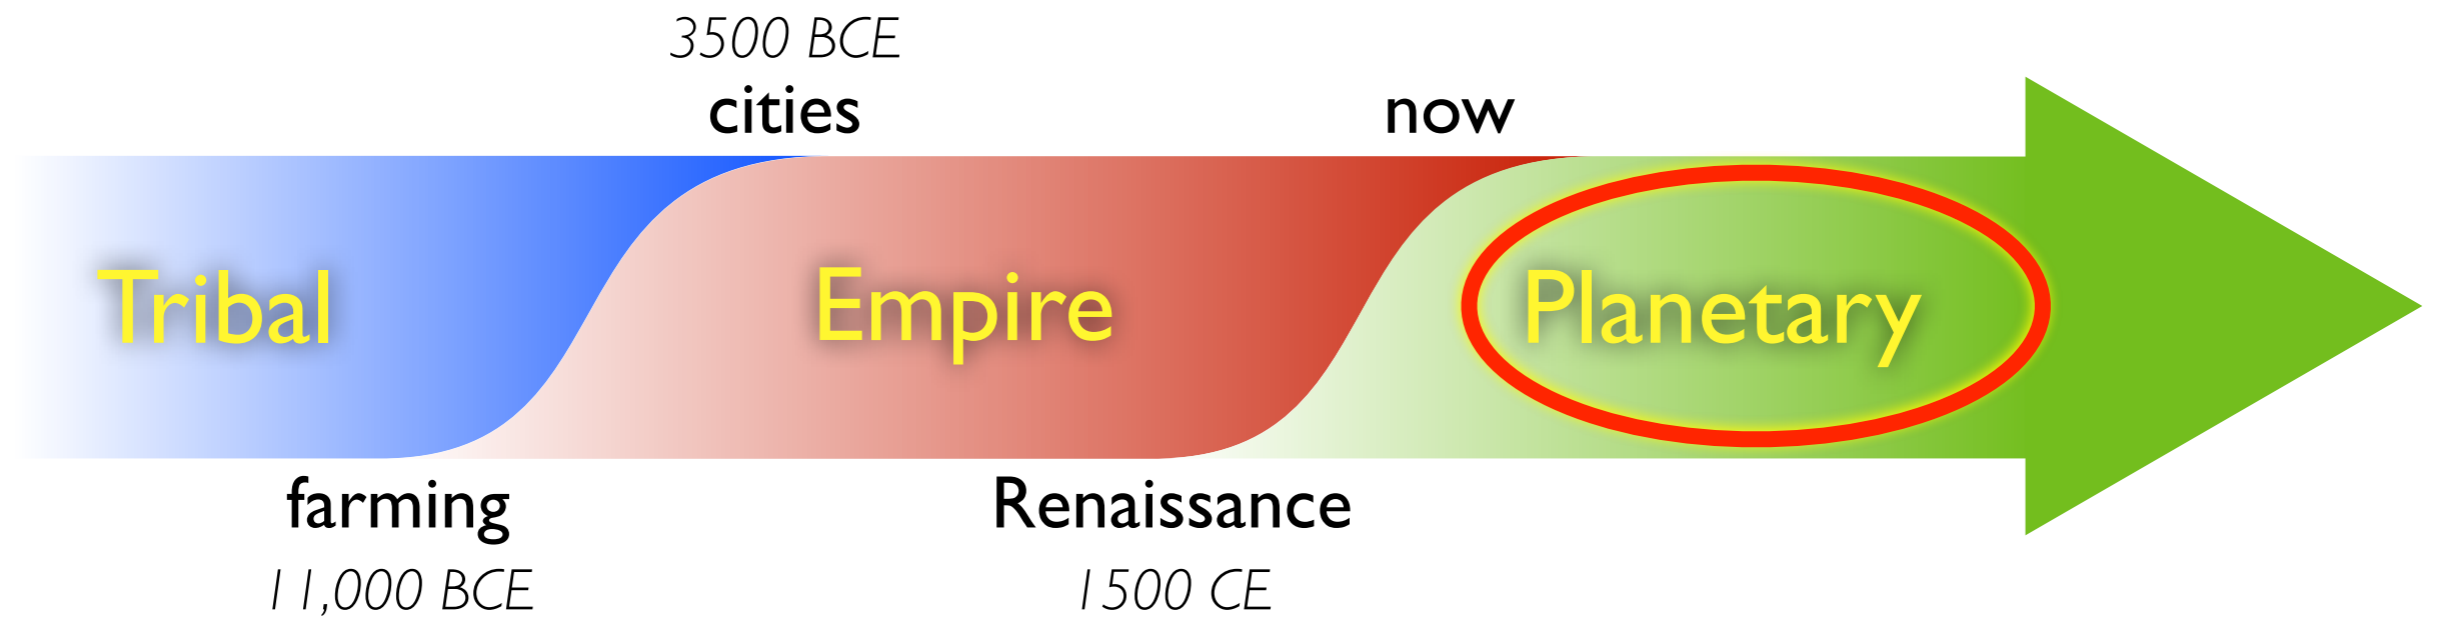 3500 BCE
cities
now
Tribal
Empire
Planetary
farming
Renaissance
11,000 BCE
1500 CE